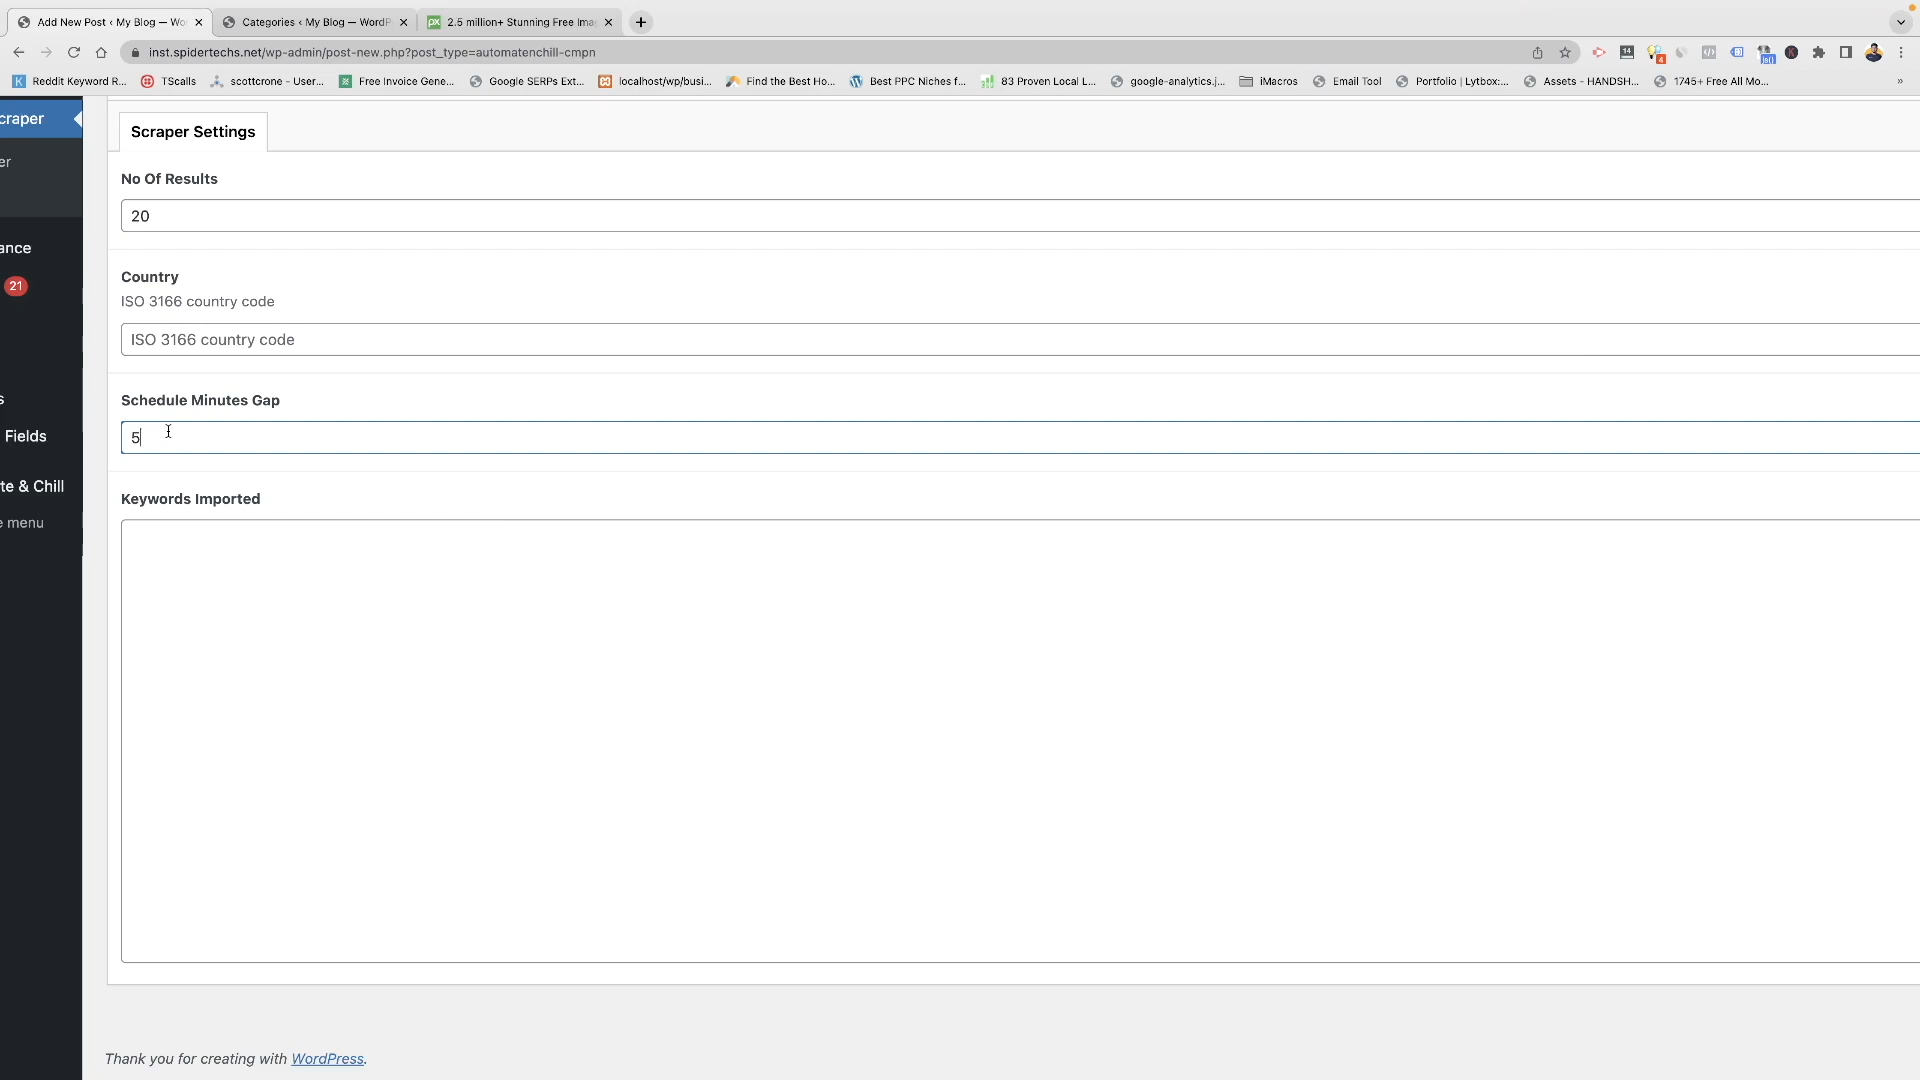 Add New Post ‹ My Blog — Wo
Categories ‹ My Blog — WordP
px 2.5 million+ Stunning Free Ima
inst.spidertechs.net/wp-admin/post-new.php?post_type=automatenchill-cmpn
14
4
js()
K Reddit Keyword R...
TScalls
scottcrone - User...
Free Invoice Gene...
Google SERPs Ext...
localhost/wp/busi...
Find the Best Ho...
Best PPC Niches f...
83 Proven Local L...
google-analytics.j...
iMacros
Email Tool
Portfolio | Lytbox:...
Assets - HANDSH...
1745+ Free All Mo...
»
craper
er
ance
21
s
Fields
te & Chill
e menu
Scraper Settings
No Of Results
20
Country
ISO 3166 country code
ISO 3166 country code
Schedule Minutes Gap
5
Keywords Imported
Thank you for creating with WordPress.